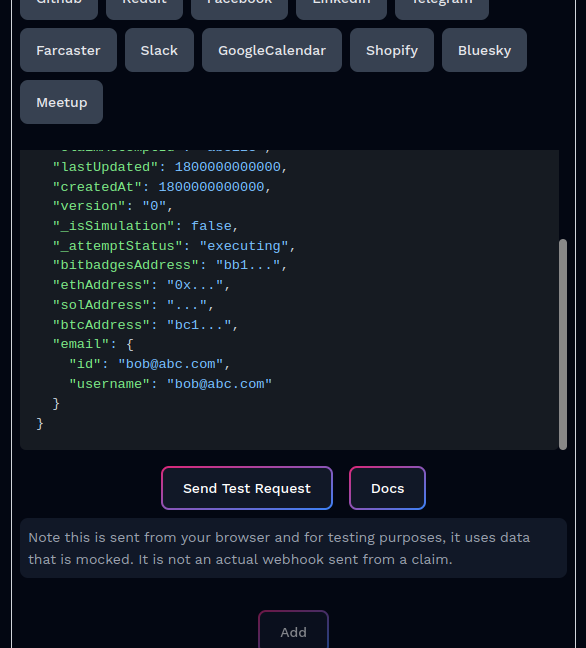 Github Reddit Facebook LinkedIn Telegram
Farcaster Slack GoogleCalendar Shopify Bluesky
Meetup
"lastUpdated": 1800000000000,
"createdAt": 1800000000000,
"version": "0",
"_isSimulation": false,
"_attemptStatus": "executing",
"bitbadgesAddress": "bb1...",
"ethAddress": "0x...",
"solAddress": "...",
"btcAddress": "bc1...",
"email": {
"id": "bob@abc.com",
"username": "bob@abc.com"
}
}
Send Test Request Docs
Note this is sent from your browser and for testing purposes, it uses data
that is mocked. It is not an actual webhook sent from a claim.
Add